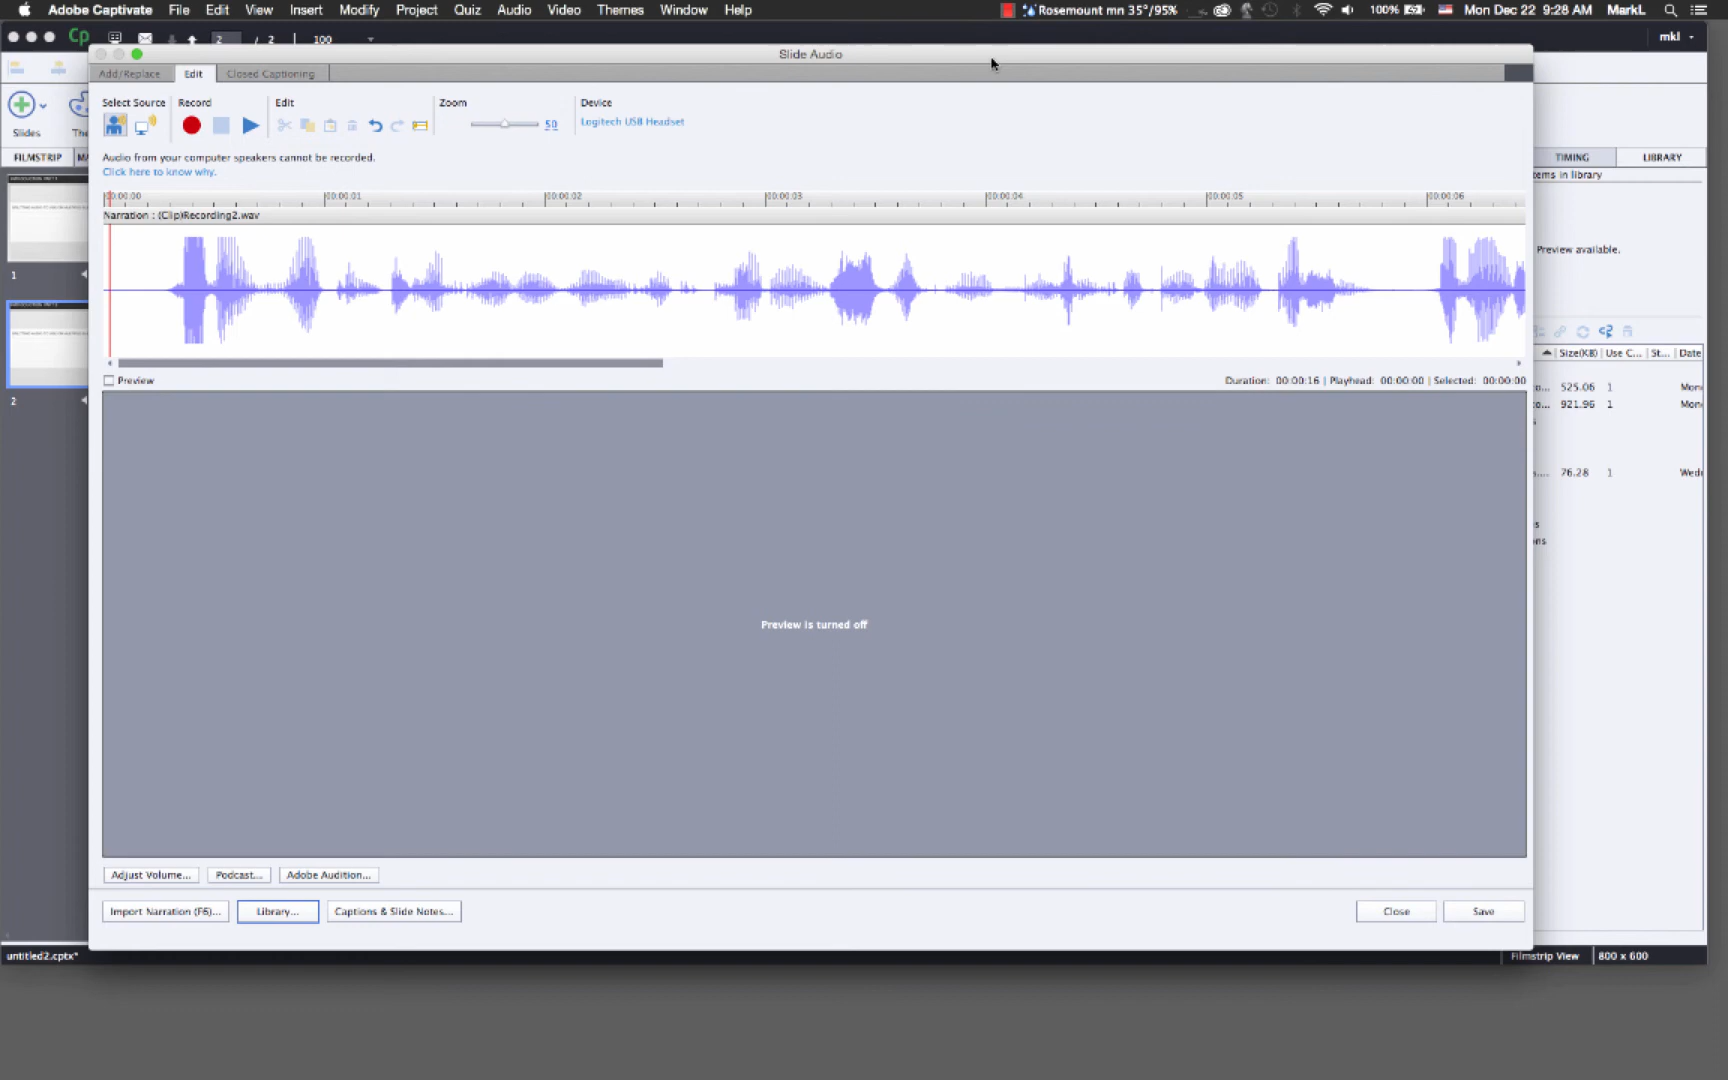 Adobe Captivate File Edit View Insert Modify Project Quiz Audio Video Themes Window Help Rosemount mn 35°/95% 100% Mon Dec 22 9:28 AM MarkL
Cp 2 / 2 100 mkl
Slide Audio
Add/Replace Edit Closed Captioning
Select Source Record Edit Zoom Device
50 Logitech USB Headset
Slides
Audio from your computer speakers cannot be recorded.
Click here to know why.
FILMSTRIP TIMING LIBRARY
00:00:00 00:00:01 00:00:02 00:00:03 00:00:04 00:00:05 00:00:06
Narration : (Clip)Recording2.wav
Preview available.
1
Size(KB) Use C... St... Date
Preview Duration: 00:00:16 | Playhead: 00:00:00 | Selected: 00:00:00
525.06 1
921.96 1
2
76.28 1
Preview is turned off
Adjust Volume... Podcast... Adobe Audition...
Import Narration (F6)... Library... Captions & Slide Notes... Close Save
untitled2.cptx* Filmstrip View 800 x 600